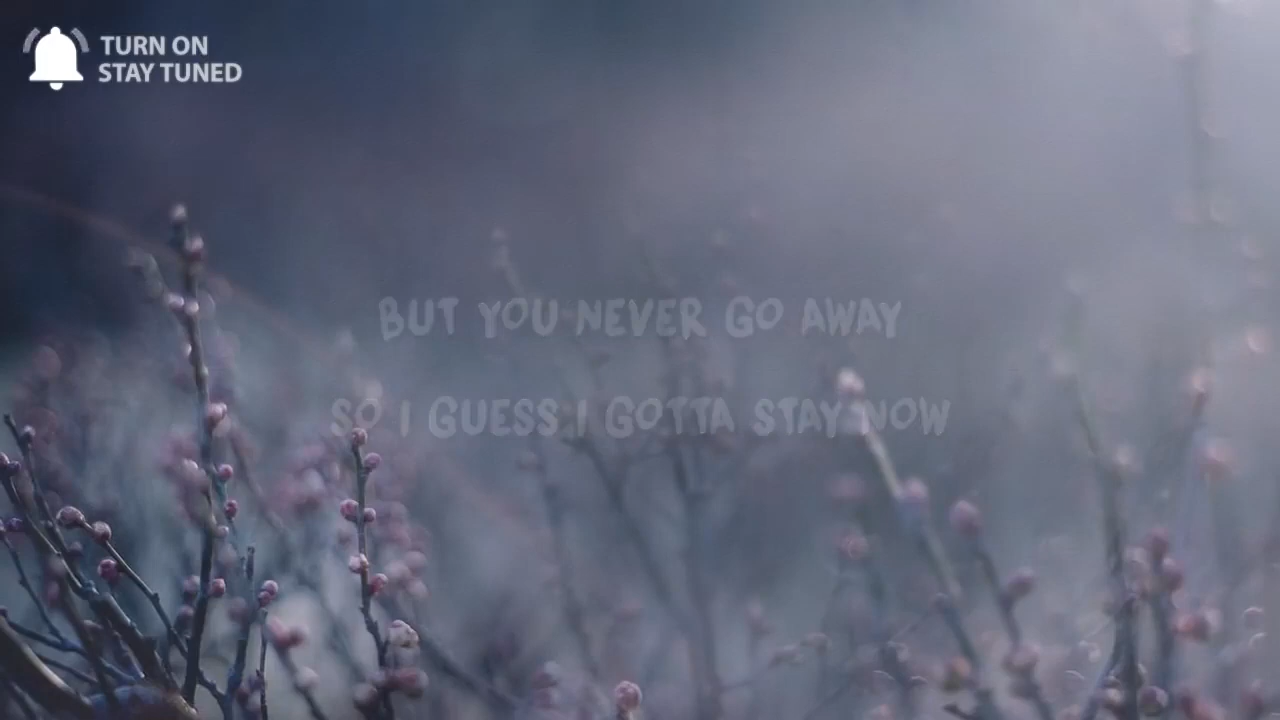 TURN ON
STAY TUNED
BUT YOU NEVER GO AWAY
SO I GUESS I GOTTA STAY NOW